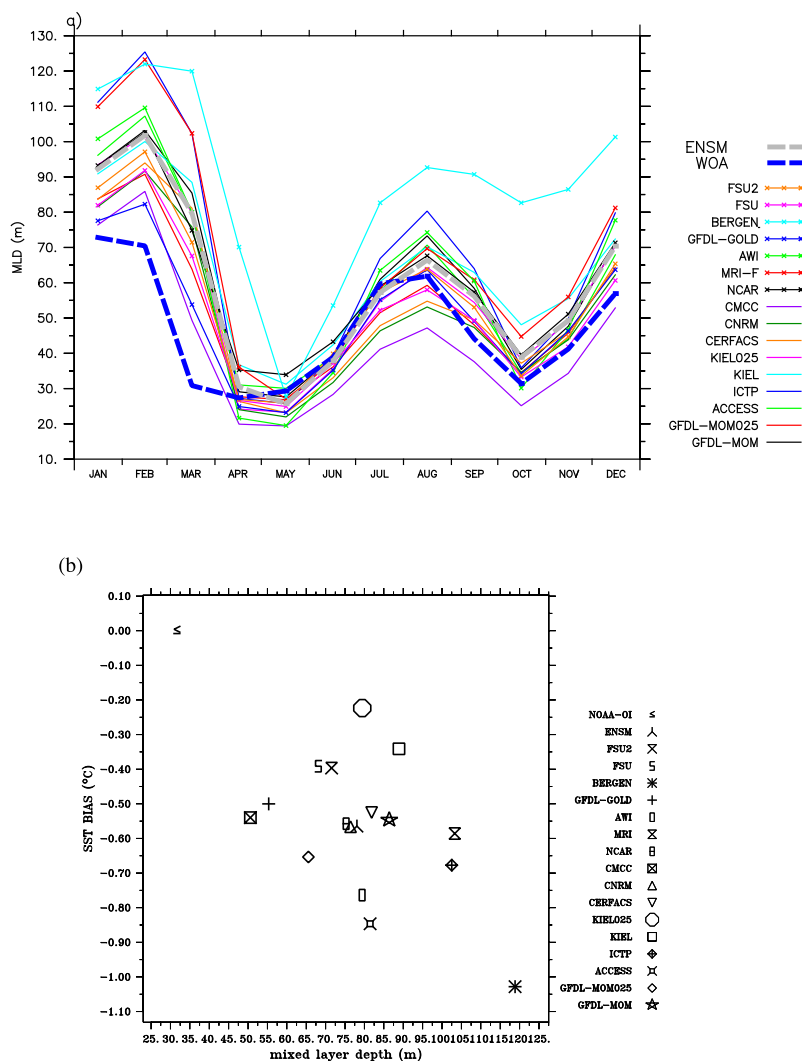 a)
130.
120.
110.
100.
90.
80.
70.
60.
50.
40.
30.
20.
10.
MLD (m)
JAN FEB MAR APR MAY JUN JUL AUG SEP OCT NOV DEC
ENSM
WOA
FSU2
FSU
BERGEN
GFDL-GOLD
AWI
MRI-F
NCAR
CMCC
CNRM
CERFACS
KIEL025
KIEL
ICTP
ACCESS
GFDL-MOM025
GFDL-MOM
(b)
0.10
0.00
-0.10
-0.20
-0.30
-0.40
-0.50
-0.60
-0.70
-0.80
-0.90
-1.00
-1.10
SST BIAS (°C)
25. 30. 35. 40. 45. 50. 55. 60. 65. 70. 75. 80. 85. 90. 95. 100105110115120125.
mixed layer depth (m)
NOAA-OI
ENSM
FSU2
FSU
BERGEN
GFDL-GOLD
AWI
MRI
NCAR
CMCC
CNRM
CERFACS
KIEL025
KIEL
ICTP
ACCESS
GFDL-MOM025
GFDL-MOM